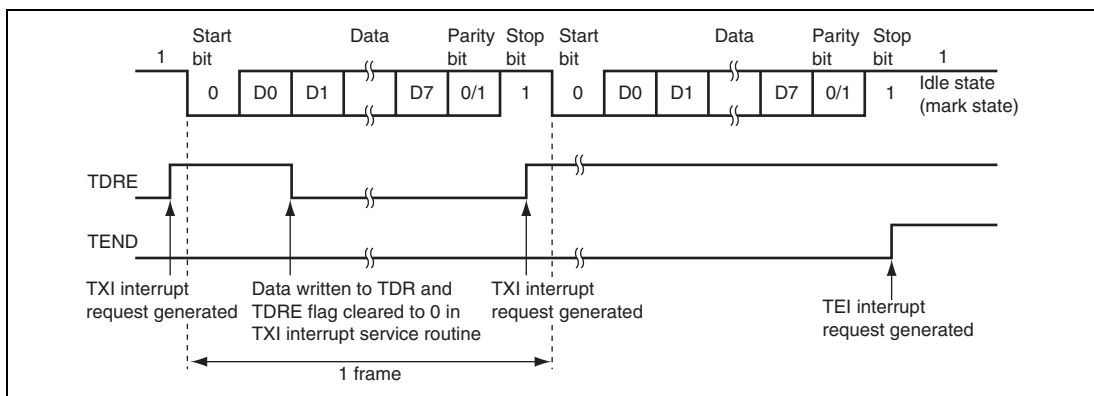 1
Start
bit
Data
Parity
bit
Stop
bit
Start
bit
Data
Parity
bit
Stop
bit
1
0 D0 D1 D7 0/1 1 0 D0 D1 D7 0/1 1
Idle state
(mark state)
TDRE
TEND
TXI interrupt
request generated
Data written to TDR and
TDRE flag cleared to 0 in
TXI interrupt service routine
TXI interrupt
request generated
TEI interrupt
request generated
1 frame